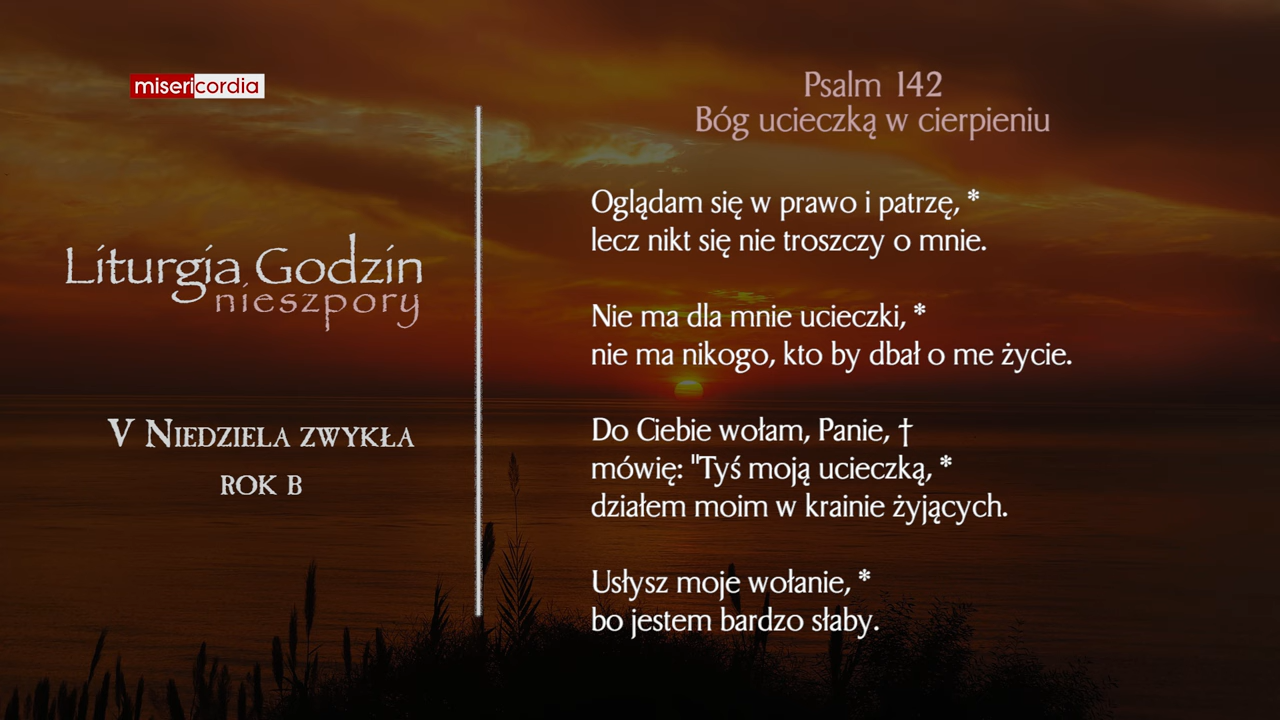 misericordia
Liturgia Godzin
nieszpory
V Niedziela zwykła
rok B
Psalm 142
Bóg ucieczką w cierpieniu
Oglądam się w prawo i patrzę, *
lecz nikt się nie troszczy o mnie.
Nie ma dla mnie ucieczki, *
nie ma nikogo, kto by dbał o me życie.
Do Ciebie wołam, Panie, †
mówię: "Tyś moją ucieczką, *
działem moim w krainie żyjących.
Usłysz moje wołanie, *
bo jestem bardzo słaby.